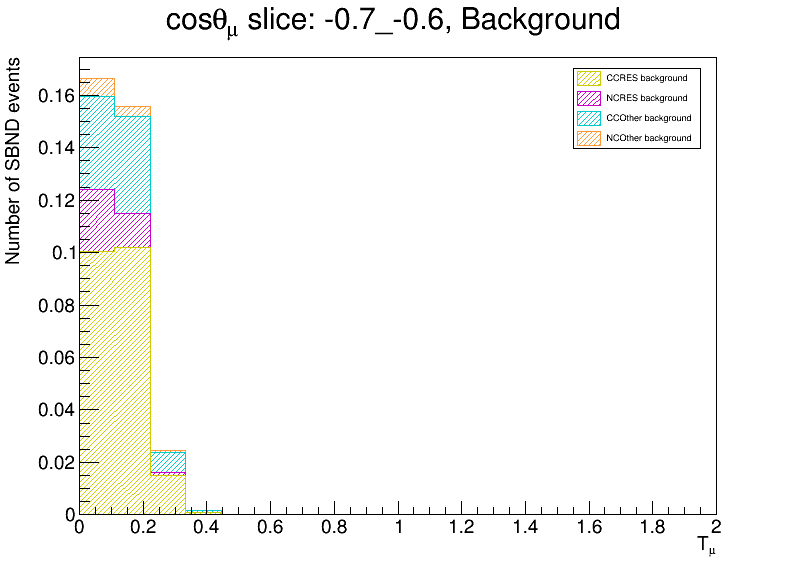 cosθμ slice: -0.7_-0.6, Background
Number of SBND events
CCRES background
NCRES background
CCOther background
NCOther background
0.16
0.14
0.12
0.1
0.08
0.06
0.04
0.02
0
0 0.2 0.4 0.6 0.8 1 1.2 1.4 1.6 1.8 2
Tμ